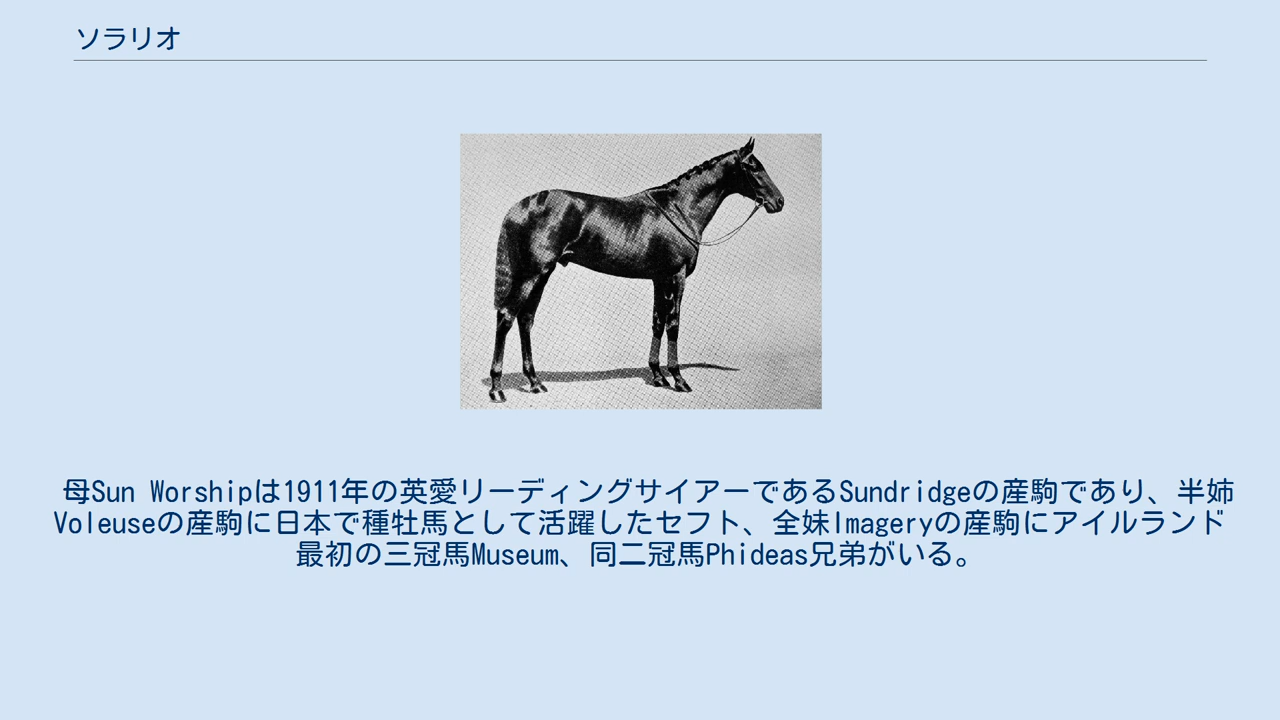 ソラリオ
母Sun Worshipは1911年の英愛リーディングサイアーであるSundridgeの産駒であり、半姉
Voleuseの産駒に日本で種牡馬として活躍したセフト、全妹Imageryの産駒にアイルランド
最初の三冠馬Museum、同二冠馬Phideas兄弟がいる。